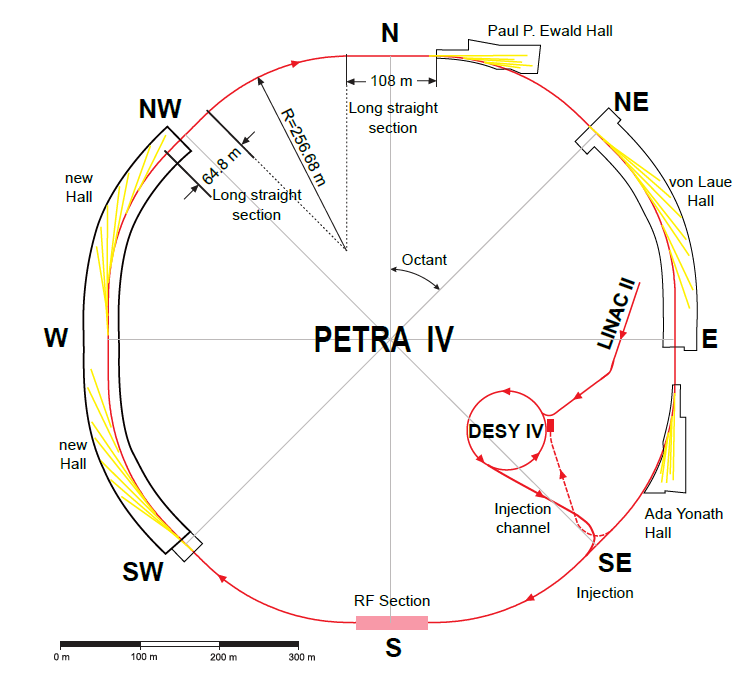 N
Paul P. Ewald Hall
108 m
Long straight
section
NW
NE
R=256.68 m
64.8 m
Long straight
section
new
Hall
von Laue
Hall
Octant
LINAC II
W
PETRA IV
E
DESY IV
new
Hall
Injection
channel
Ada Yonath
Hall
SW
SE
Injection
RF Section
S
0 m
100 m
200 m
300 m